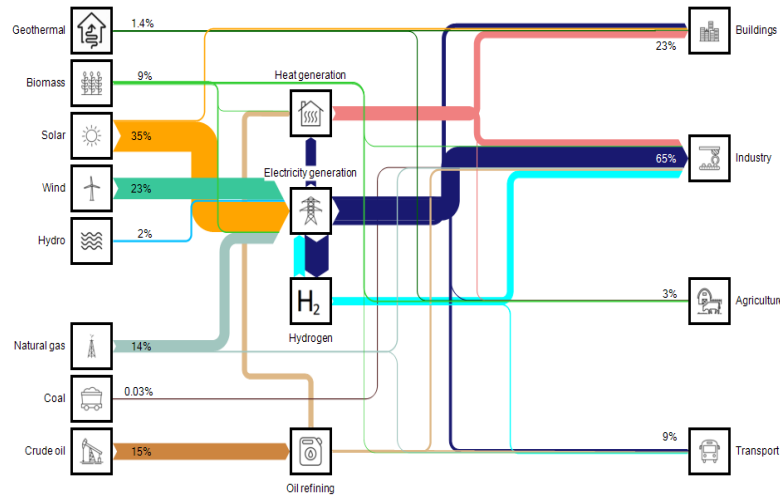 Geothermal
1.4%
Buildings
23%
Biomass
9%
Heat generation
Solar
35%
Industry
65%
Electricity generation
Wind
23%
Hydro
2%
H₂
Hydrogen
Agricultur
3%
Natural gas
14%
Coal
0.03%
Crude oil
15%
Oil refining
Transport
9%